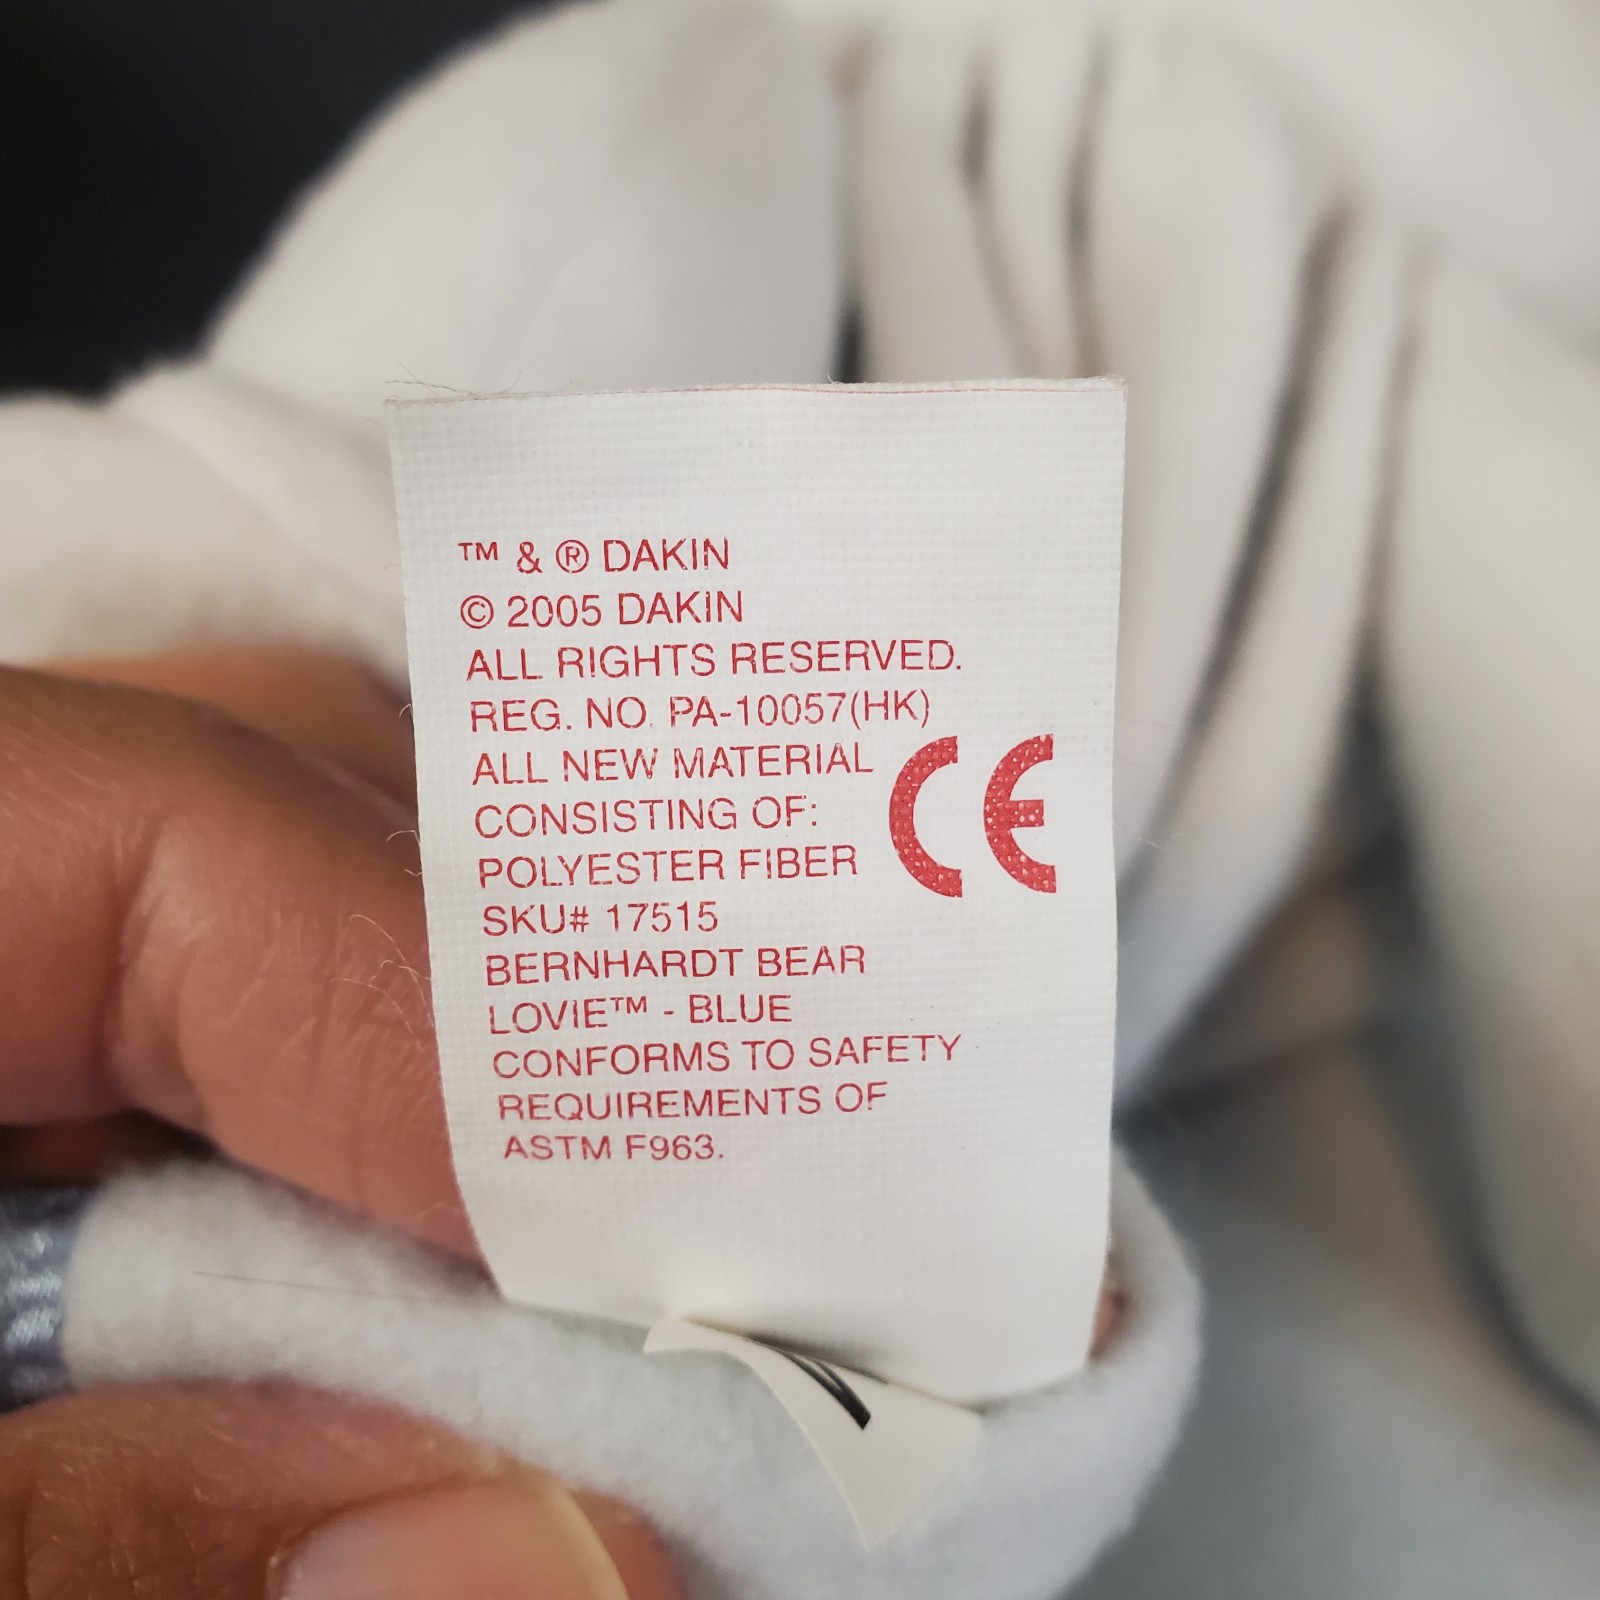 ™ & ® DAKIN
© 2005 DAKIN
ALL RIGHTS RESERVED.
REG. NO. PA-10057(HK)
ALL NEW MATERIAL
CONSISTING OF:
POLYESTER FIBER
CE
SKU# 17515
BERNHARDT BEAR
LOVIE™ - BLUE
CONFORMS TO SAFETY
REQUIREMENTS OF
ASTM F963.